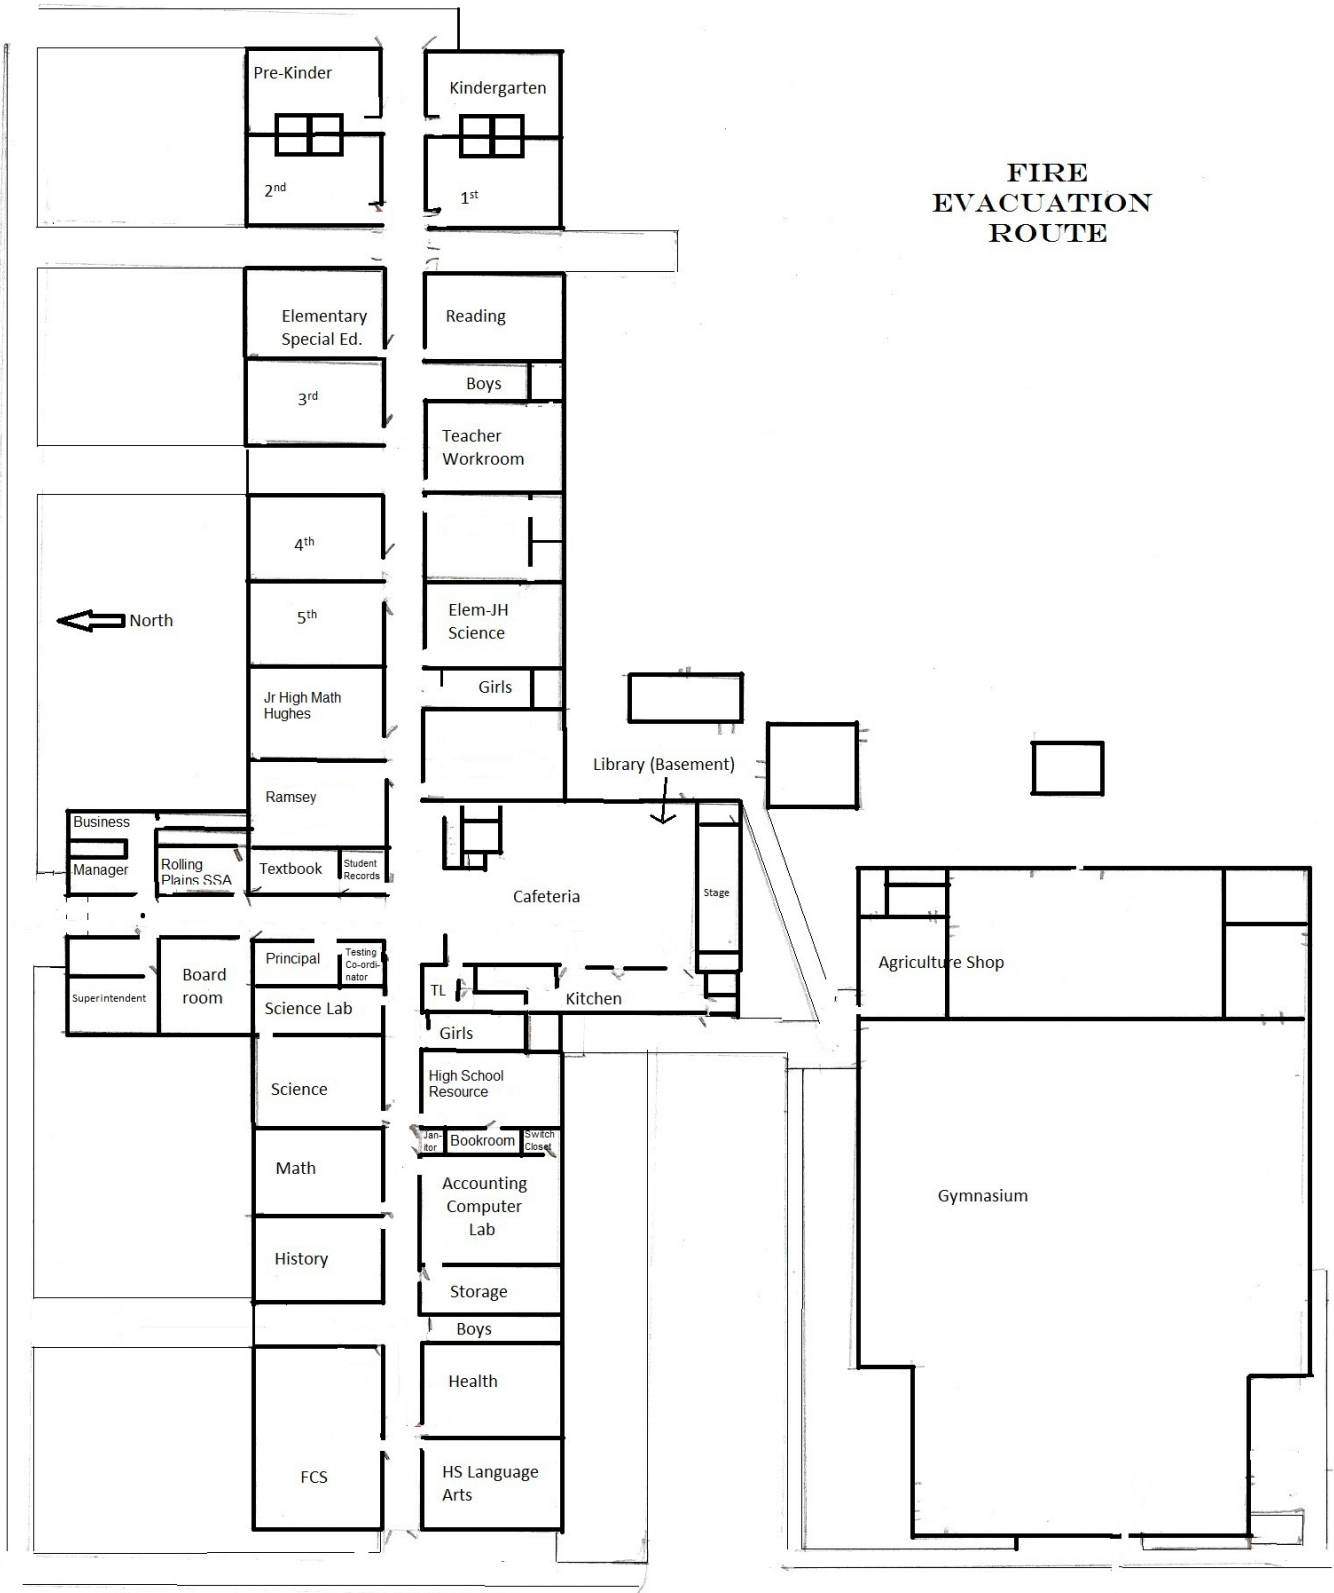 Pre-Kinder
Kindergarten
2nd
1st
FIRE
EVACUATION
ROUTE
Elementary
Special Ed.
Reading
Boys
3rd
Teacher
Workroom
4th
5th
Elem-JH
Science
North
Girls
Jr High Math
Hughes
Library (Basement)
Ramsey
Business
Manager
Rolling
Plains SSA
Textbook
Student
Records
Cafeteria
Stage
Principal
Testing
Co-ordi-
nator
Board
room
Superintendent
Science Lab
TL
Kitchen
Agriculture Shop
Girls
Science
High School
Resource
Jan-
itor
Bookroom
Switch
Closet
Math
Accounting
Computer
Lab
Gymnasium
History
Storage
Boys
Health
FCS
HS Language
Arts